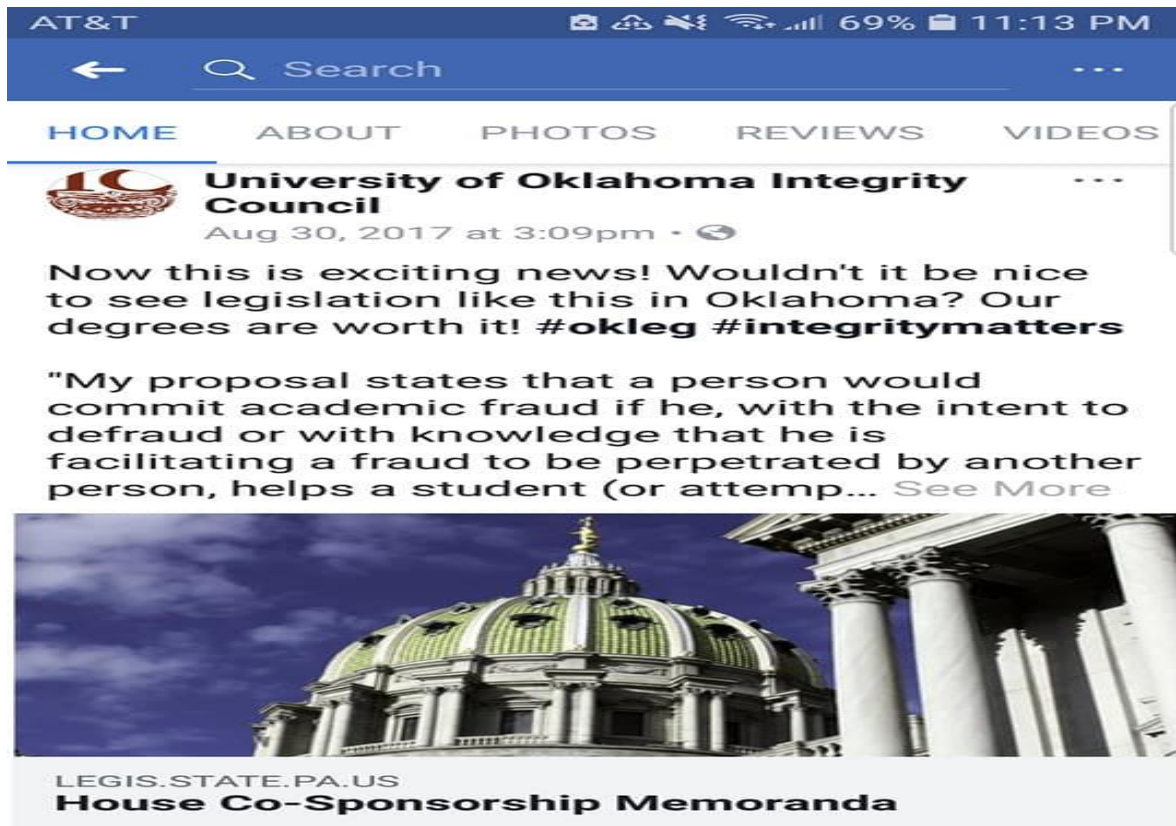 AT&T 69% 11:13 PM
Search
HOME ABOUT PHOTOS REVIEWS VIDEOS
IC
University of Oklahoma Integrity
Council
Aug 30, 2017 at 3:09pm •
Now this is exciting news! Wouldn't it be nice
to see legislation like this in Oklahoma? Our
degrees are worth it! #okleg #integritymatters
"My proposal states that a person would
commit academic fraud if he, with the intent to
defraud or with knowledge that he is
facilitating a fraud to be perpetrated by another
person, helps a student (or attemp... See More
LEGIS.STATE.PA.US
House Co-Sponsorship Memoranda